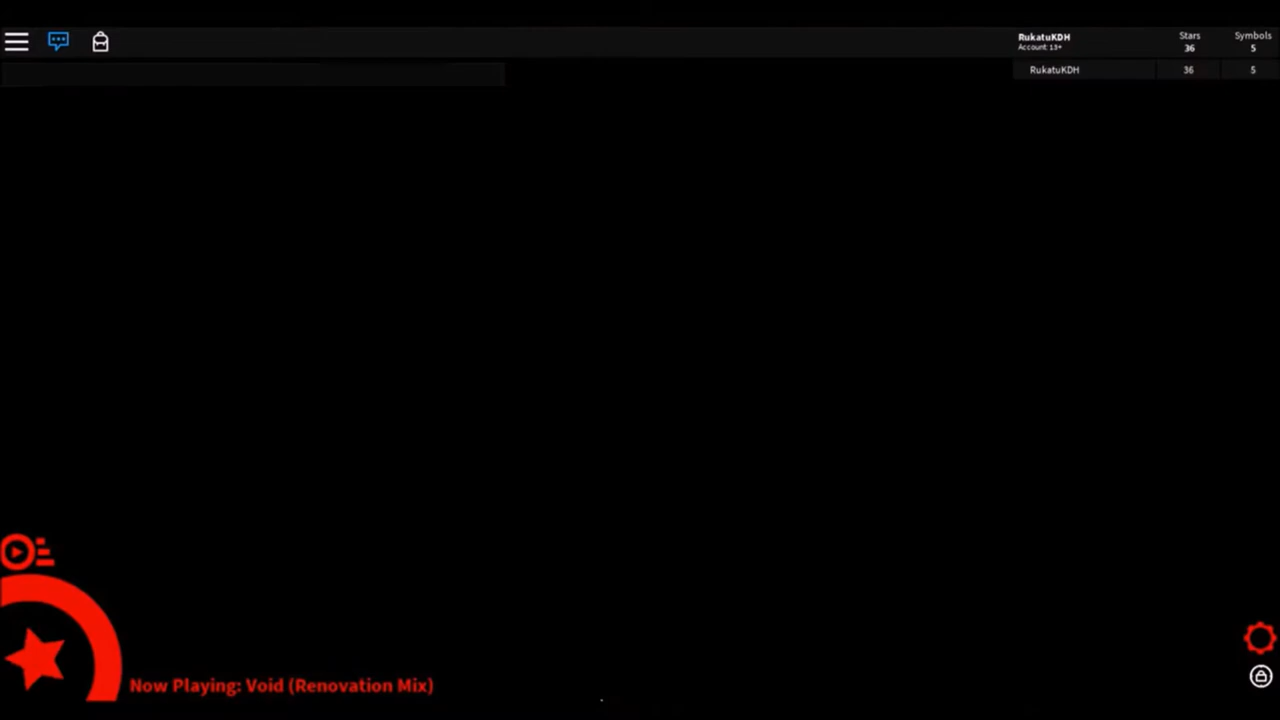 RukatuKDH Stars Symbols
Account: 13+ 36 5
RukatuKDH 36 5
Now Playing: Void (Renovation Mix)